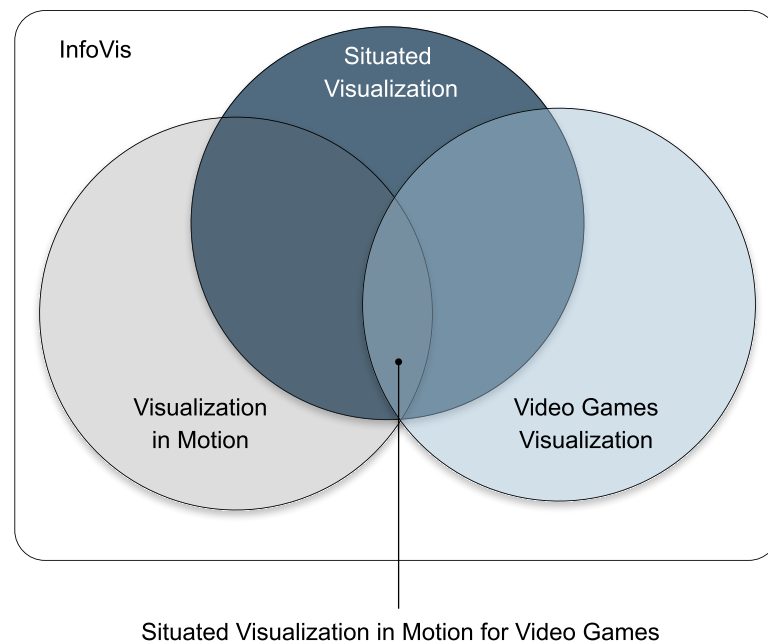 InfoVis
Situated
Visualization
Visualization
in Motion
Video Games
Visualization
Situated Visualization in Motion for Video Games